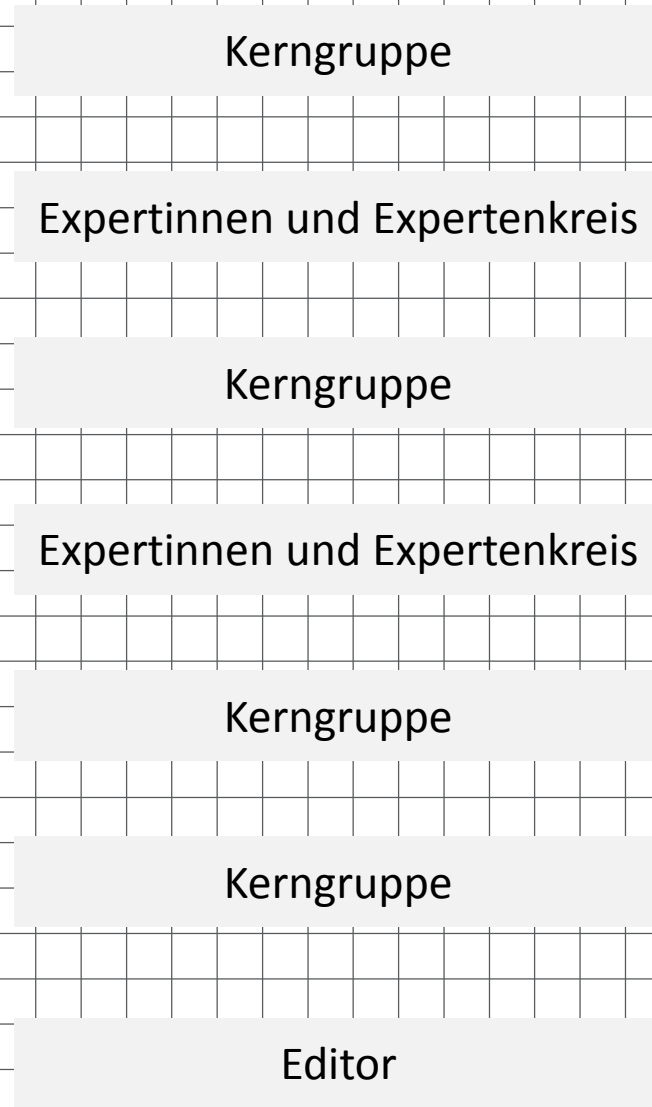 Kerngruppe
Expertinnen und Expertenkreis
Kerngruppe
Expertinnen und Expertenkreis
Kerngruppe
Kerngruppe
Editor